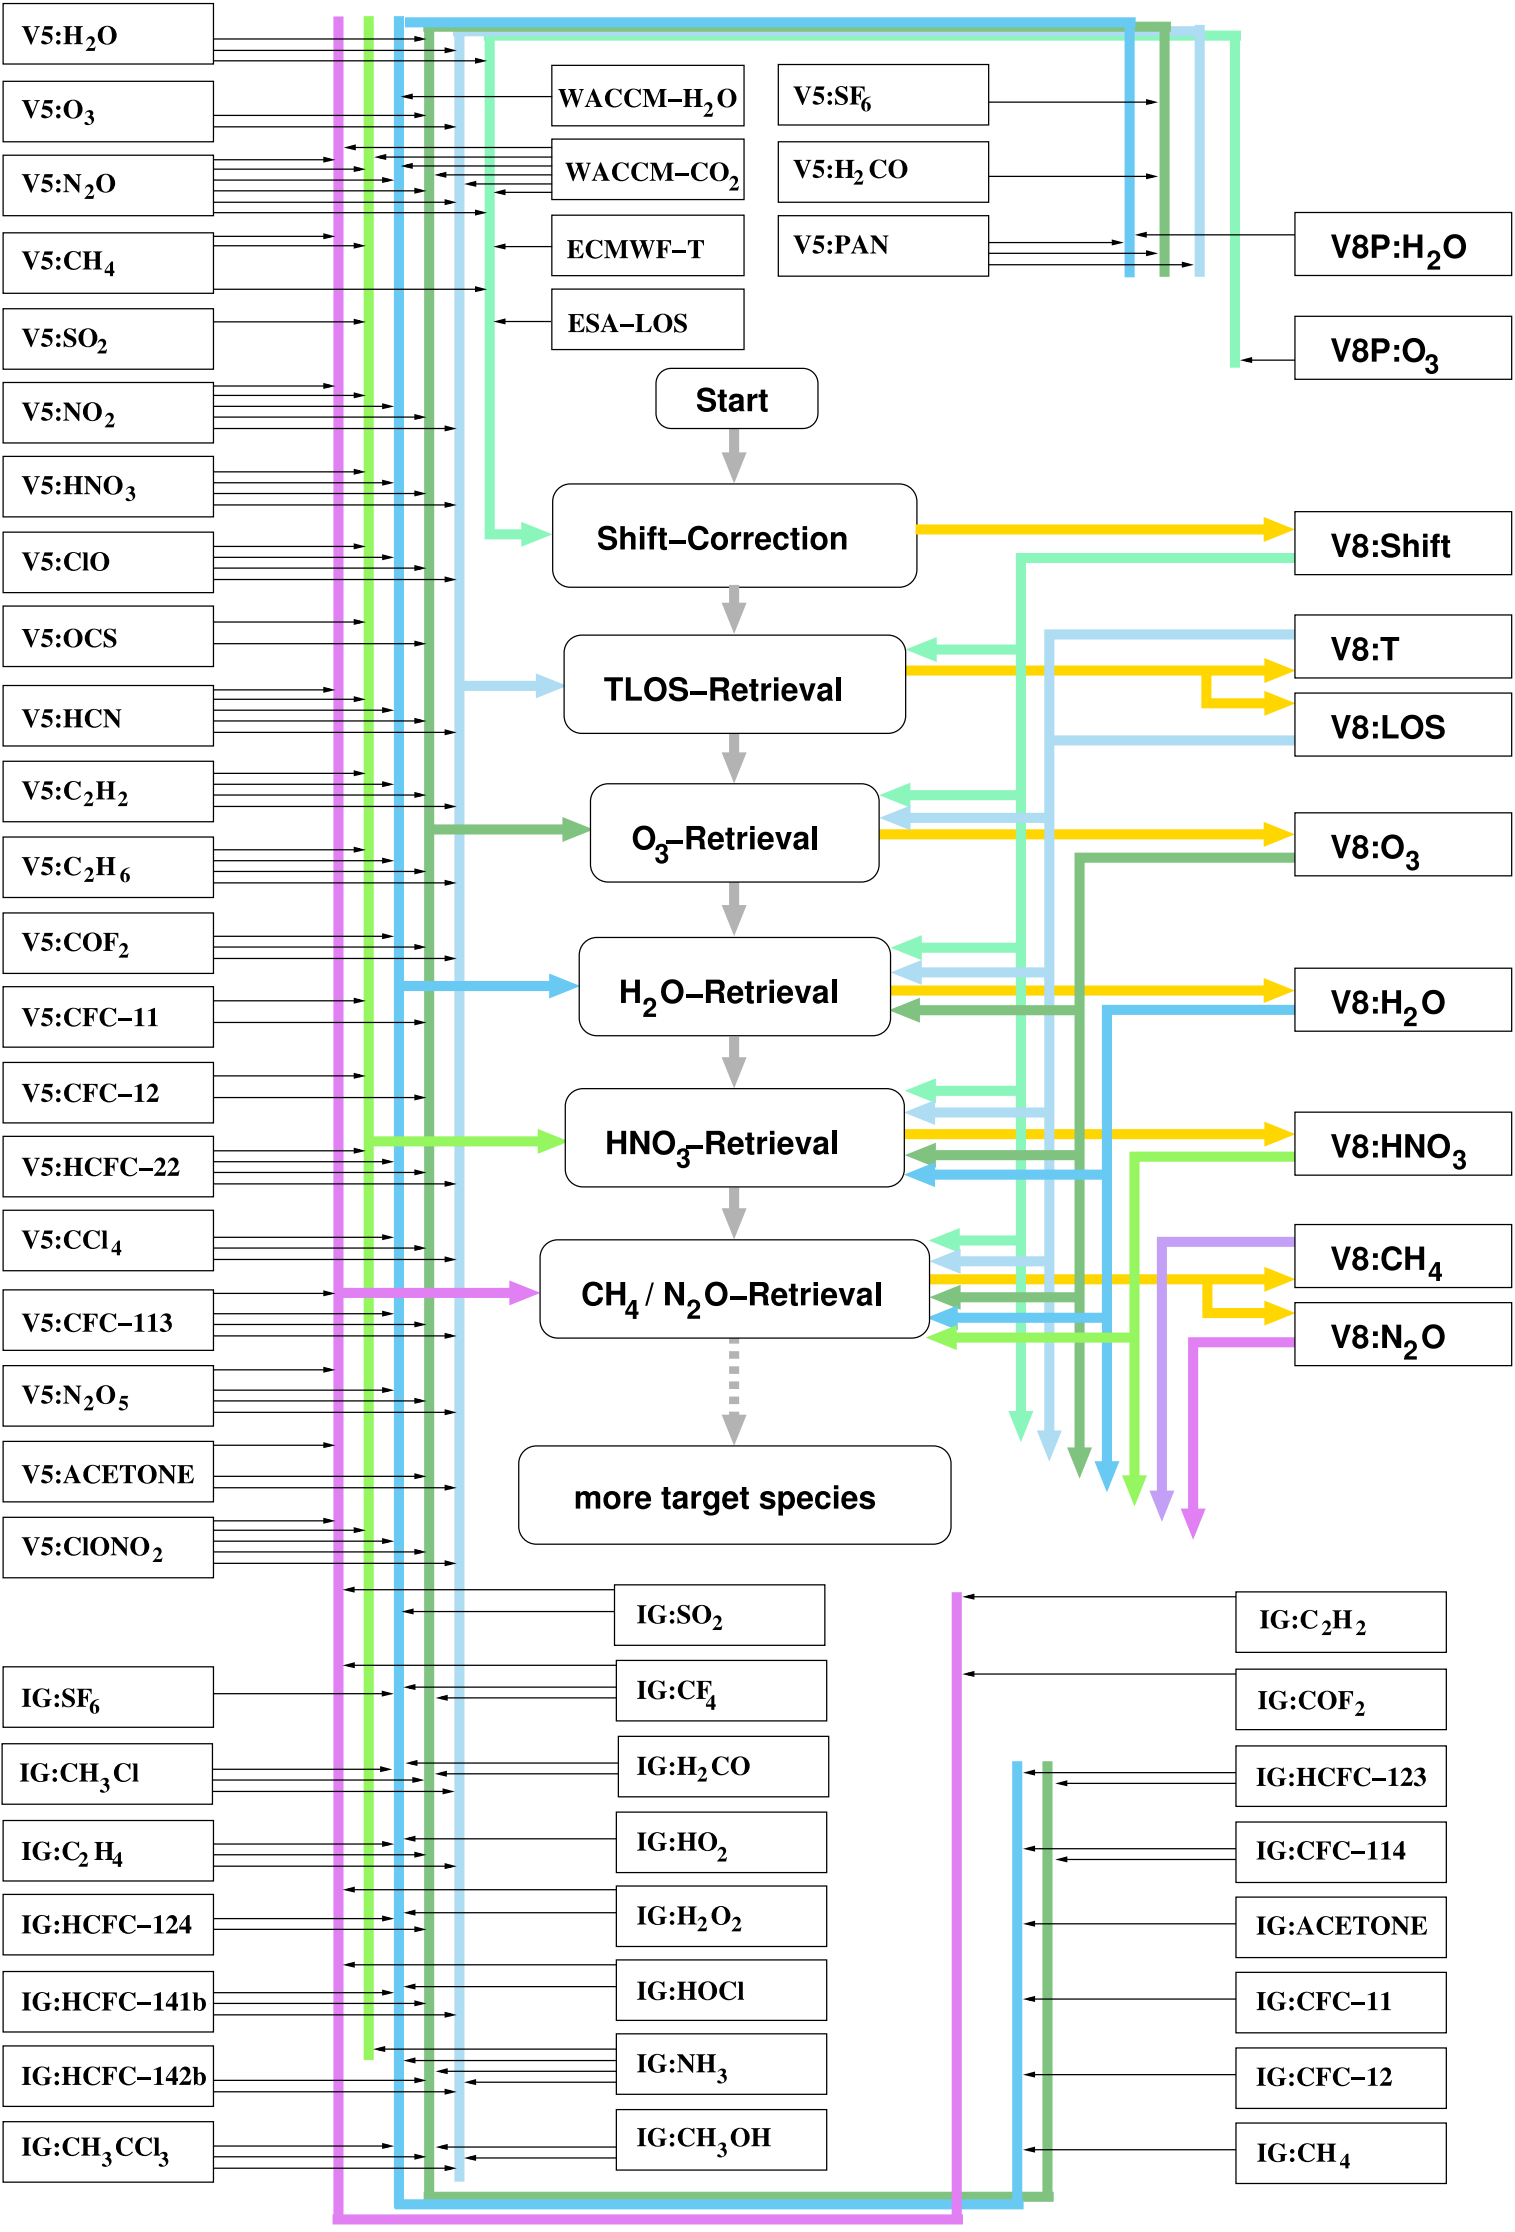 V5:H₂O
V5:O₃
V5:N₂O
V5:CH₄
V5:SO₂
V5:NO₂
V5:HNO₃
V5:ClO
V5:OCS
V5:HCN
V5:C₂H₂
V5:C₂H₆
V5:COF₂
V5:CFC−11
V5:CFC−12
V5:HCFC−22
V5:CCl₄
V5:CFC−113
V5:N₂O₅
V5:ACETONE
V5:ClONO₂
IG:SF₆
IG:CH₃Cl
IG:C₂H₄
IG:HCFC−124
IG:HCFC−141b
IG:HCFC−142b
IG:CH₃CCl₃
WACCM−H₂O
WACCM−CO₂
ECMWF−T
ESA−LOS
V5:SF₆
V5:H₂CO
V5:PAN
V8P:H₂O
V8P:O₃
Start
Shift−Correction
TLOS−Retrieval
O₃−Retrieval
H₂O−Retrieval
HNO₃−Retrieval
CH₄ / N₂O−Retrieval
more target species
V8:Shift
V8:T
V8:LOS
V8:O₃
V8:H₂O
V8:HNO₃
V8:CH₄
V8:N₂O
IG:SO₂
IG:CF₄
IG:H₂CO
IG:HO₂
IG:H₂O₂
IG:HOCl
IG:NH₃
IG:CH₃OH
IG:C₂H₂
IG:COF₂
IG:HCFC−123
IG:CFC−114
IG:ACETONE
IG:CFC−11
IG:CFC−12
IG:CH₄